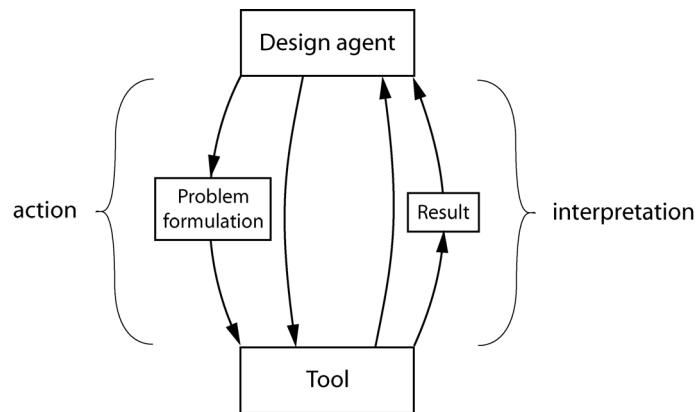 Design agent
Problem
formulation
Result
action
interpretation
Tool